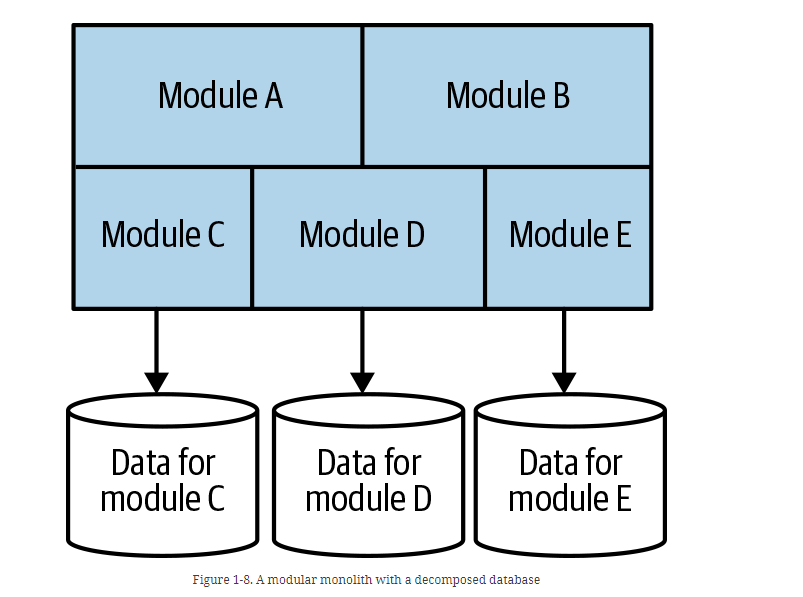 Module A
Module B
Module C
Module D
Module E
Data for
module C
Data for
module D
Data for
module E
Figure 1-8. A modular monolith with a decomposed database